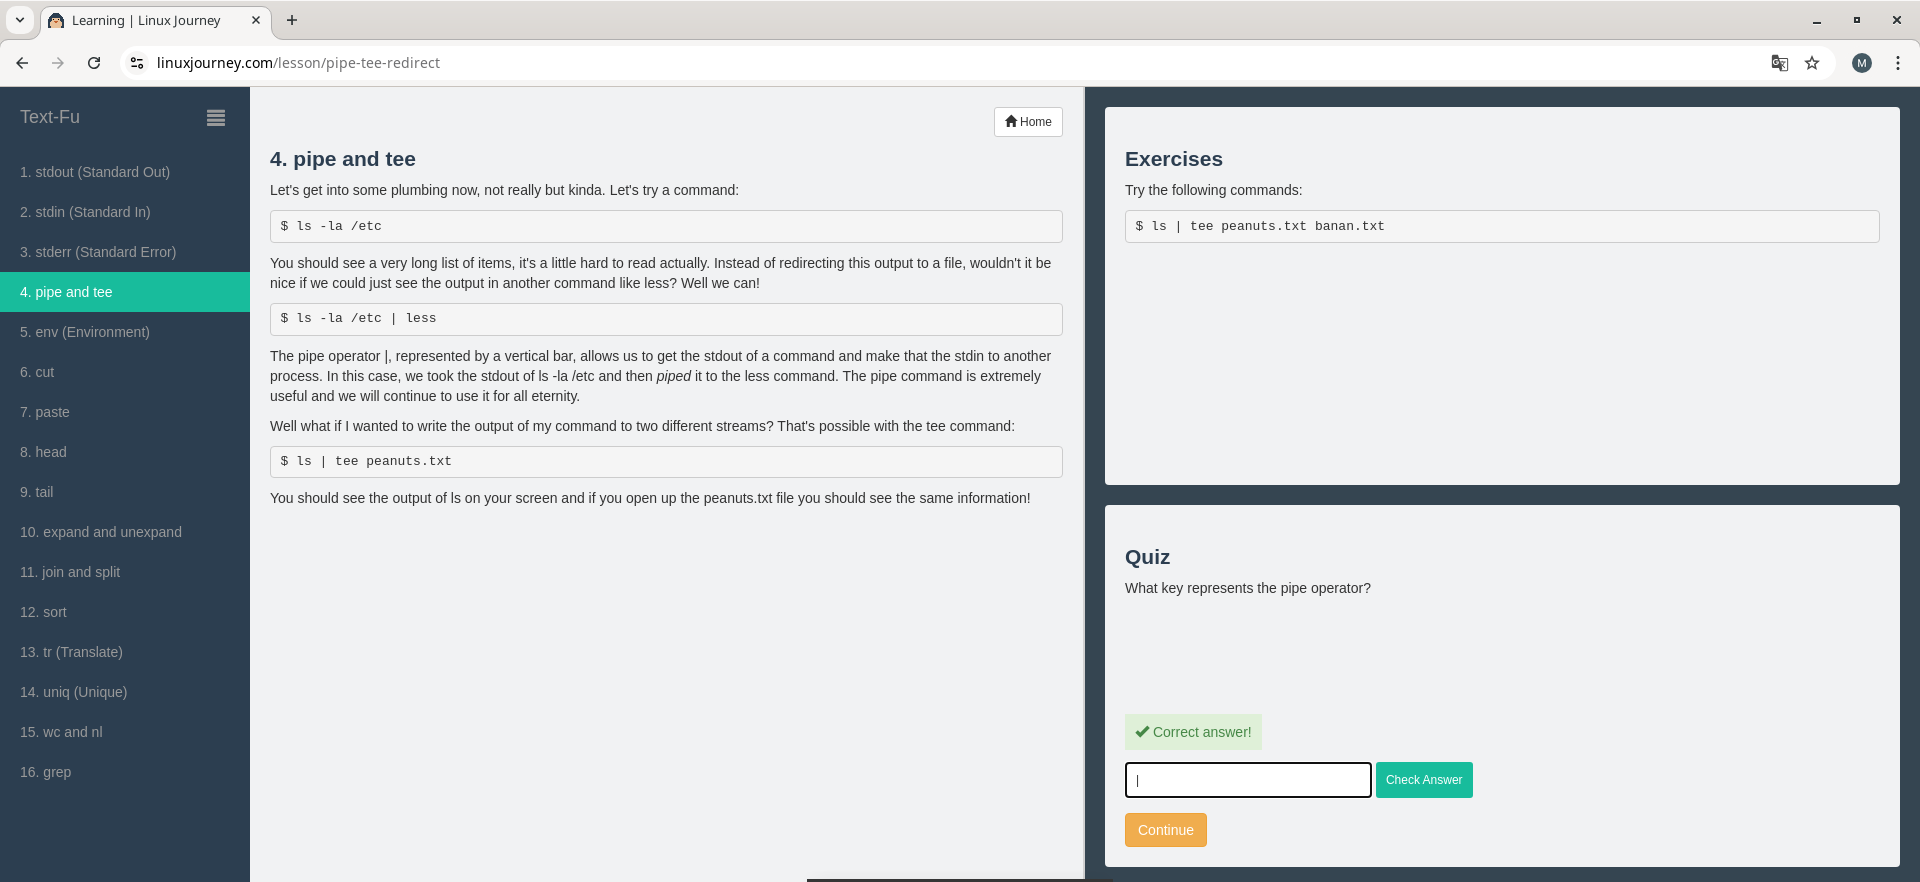 Learning | Linux Journey
linuxjourney.com/lesson/pipe-tee-redirect
M
Text-Fu
1. stdout (Standard Out)
2. stdin (Standard In)
3. stderr (Standard Error)
4. pipe and tee
5. env (Environment)
6. cut
7. paste
8. head
9. tail
10. expand and unexpand
11. join and split
12. sort
13. tr (Translate)
14. uniq (Unique)
15. wc and nl
16. grep
Home
4. pipe and tee
Let's get into some plumbing now, not really but kinda. Let's try a command:
$ ls -la /etc
You should see a very long list of items, it's a little hard to read actually. Instead of redirecting this output to a file, wouldn't it be
nice if we could just see the output in another command like less? Well we can!
$ ls -la /etc | less
The pipe operator |, represented by a vertical bar, allows us to get the stdout of a command and make that the stdin to another
process. In this case, we took the stdout of ls -la /etc and then piped it to the less command. The pipe command is extremely
useful and we will continue to use it for all eternity.
Well what if I wanted to write the output of my command to two different streams? That's possible with the tee command:
$ ls | tee peanuts.txt
You should see the output of ls on your screen and if you open up the peanuts.txt file you should see the same information!
Exercises
Try the following commands:
$ ls | tee peanuts.txt banan.txt
Quiz
What key represents the pipe operator?
Correct answer!
|
Check Answer
Continue